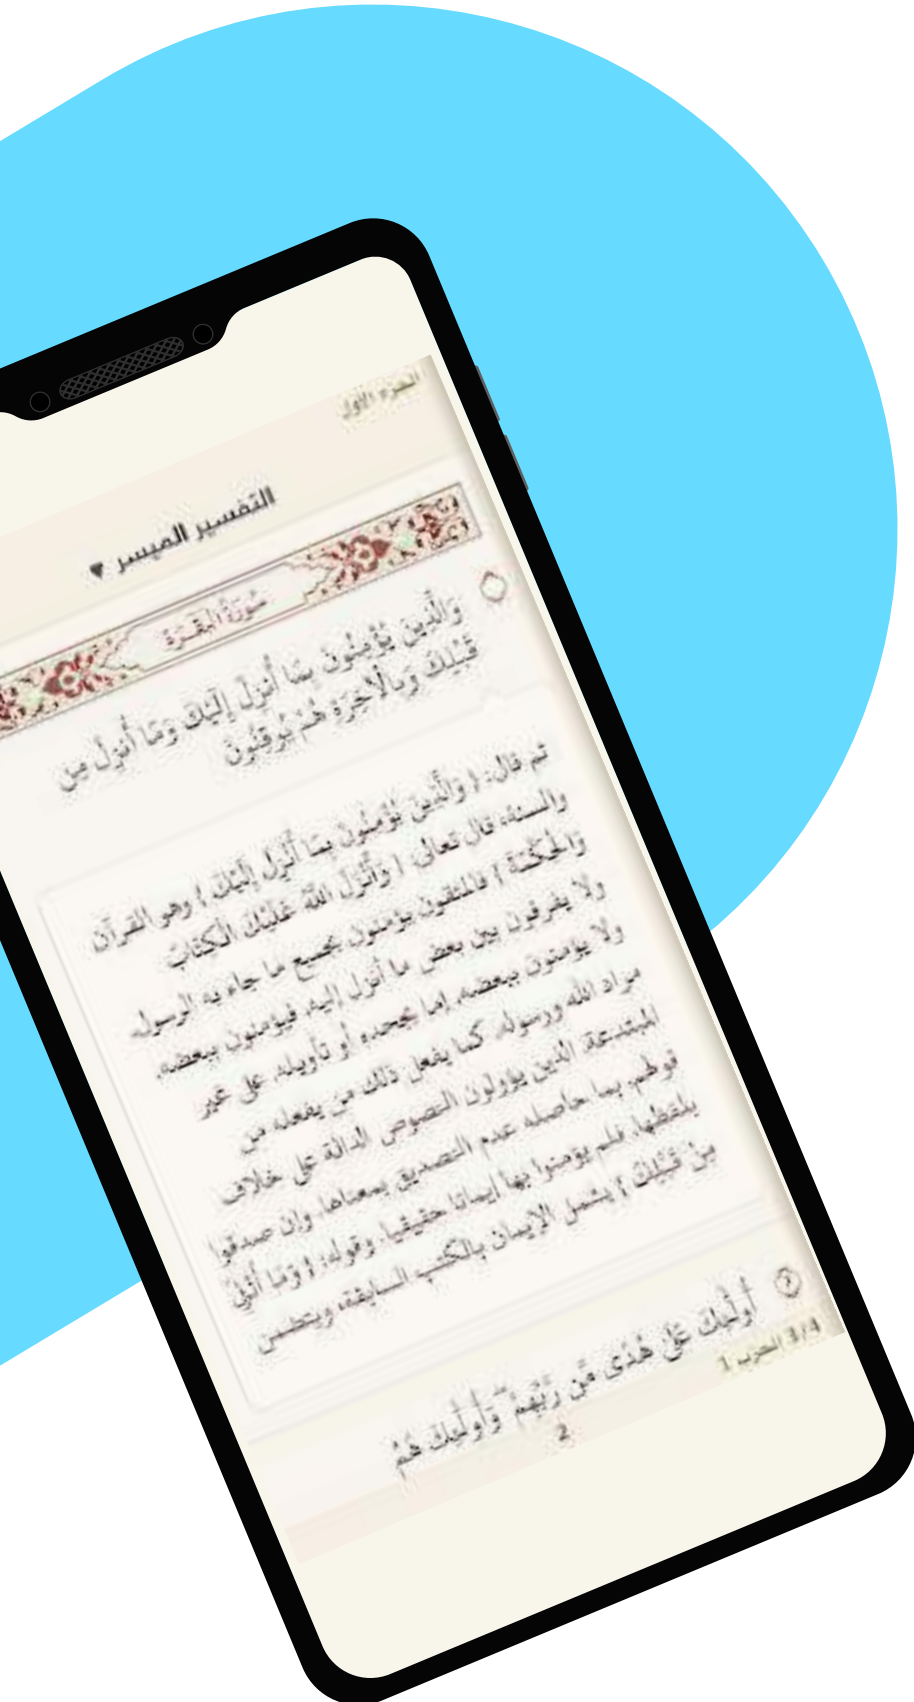 الجزء الأول
التفسير الميسر ▼
سُورَةُ البَقَرَةِ
وَالَّذِينَ يُؤْمِنُونَ بِمَا أُنزِلَ إِلَيْكَ وَمَا أُنزِلَ مِن
قَبْلِكَ وَبِالْآخِرَةِ هُمْ يُوقِنُونَ
ثم قال: { وَالَّذِينَ يُؤْمِنُونَ بِمَا أُنْزِلَ إِلَيْكَ } وهو القرآن
والسنة، قال تعالى: { وَأَنْزَلَ اللَّهُ عَلَيْكَ الْكِتَابَ
وَالْحِكْمَةَ } فالمتقون يؤمنون بجميع ما جاء به الرسول،
ولا يفرقون بين بعض ما أنزل إليه، فيؤمنون ببعضه،
ولا يؤمنون ببعضه، إما بجحده أو تأويله، على غير
مراد الله ورسوله، كما يفعل ذلك من يفعله من
المبتدعة، الذين يؤولون النصوص الدالة على خلاف
قولهم، بما حاصله عدم التصديق بمعناها، وإن صدقوا
بلفظها، فلم يؤمنوا بها إيمانا حقيقيا. وقوله: { وَمَا أُنْزِلَ
مِنْ قَبْلِكَ } يشمل الإيمان بالكتب السابقة، ويتضمن
أُولَٰئِكَ عَلَىٰ هُدًى مِّن رَّبِّهِمْ ۖ وَأُولَٰئِكَ هُمُ
3/4 الحزب 1
2